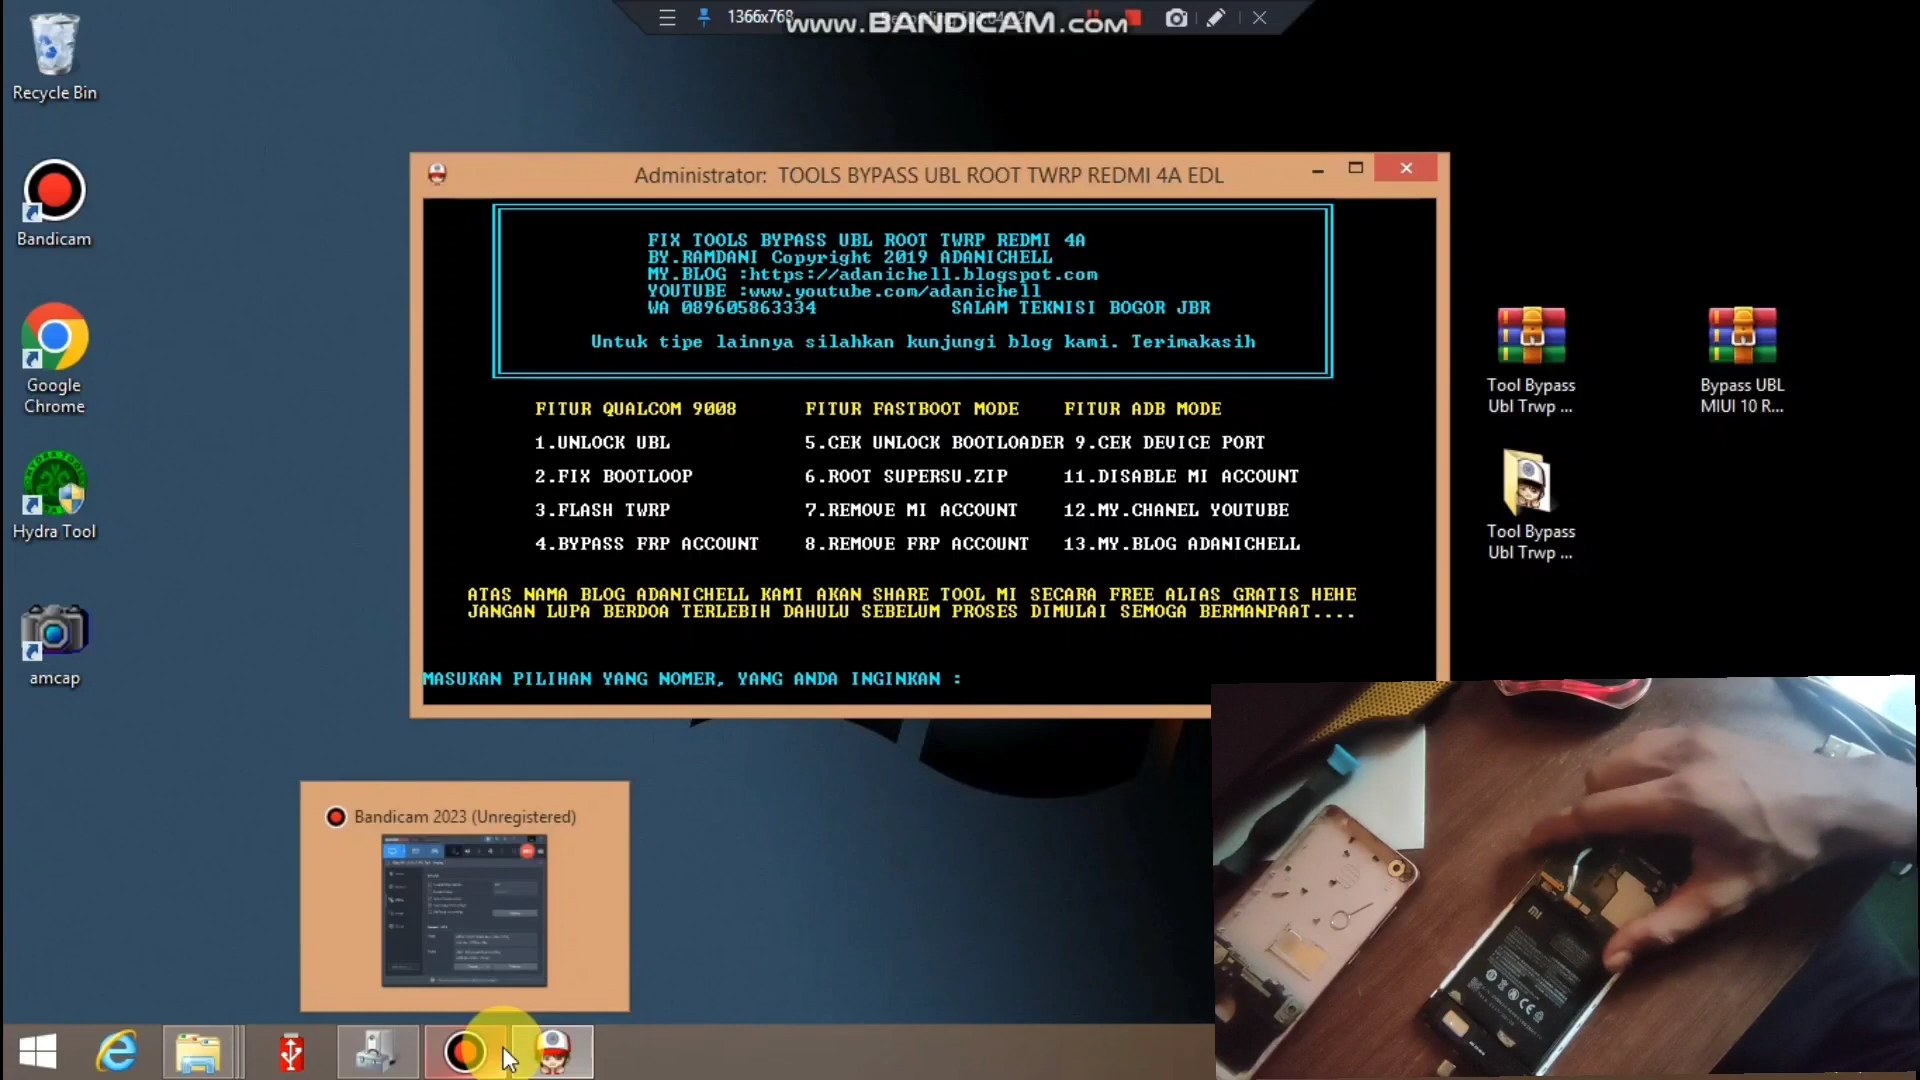 1366x768
www.BANDICAM.com
Recycle Bin
Bandicam
Google
Chrome
Hydra Tool
amcap
Administrator: TOOLS BYPASS UBL ROOT TWRP REDMI 4A EDL
FIX TOOLS BYPASS UBL ROOT TWRP REDMI 4A
BY.RAMDANI Copyright 2019 ADANICHELL
MY.BLOG :https://adanichell.blogspot.com
YOUTUBE :www.youtube.com/adanichell
WA 089605863334 SALAM TEKNISI BOGOR JBR
Untuk tipe lainnya silahkan kunjungi blog kami. Terimakasih
FITUR QUALCOM 9008 FITUR FASTBOOT MODE FITUR ADB MODE
1.UNLOCK UBL 5.CEK UNLOCK BOOTLOADER 9.CEK DEVICE PORT
2.FIX BOOTLOOP 6.ROOT SUPERSU.ZIP 11.DISABLE MI ACCOUNT
3.FLASH TWRP 7.REMOVE MI ACCOUNT 12.MY.CHANEL YOUTUBE
4.BYPASS FRP ACCOUNT 8.REMOVE FRP ACCOUNT 13.MY.BLOG ADANICHELL
ATAS NAMA BLOG ADANICHELL KAMI AKAN SHARE TOOL MI SECARA FREE ALIAS GRATIS HEHE
JANGAN LUPA BERDOA TERLEBIH DAHULU SEBELUM PROSES DIMULAI SEMOGA BERMANPAAT....
MASUKAN PILIHAN YANG NOMER, YANG ANDA INGINKAN :
Tool Bypass
Ubl Trwp ...
Bypass UBL
MIUI 10 R...
Tool Bypass
Ubl Trwp ...
Bandicam 2023 (Unregistered)
mi